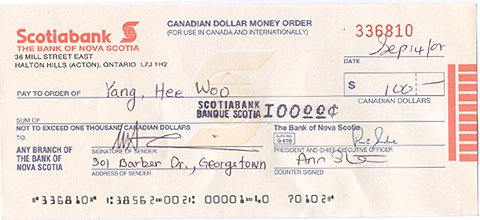 Scotiabank
CANADIAN DOLLAR MONEY ORDER
(FOR USE IN CANADA AND INTERNATIONALLY)
336810
THE BANK OF NOVA SCOTIA
36 MILL STREET EAST
HALTON HILLS (ACTON), ONTARIO L7J 1H2
Sep 14/
DATE
PAY TO ORDER OF Yang, Hee Woo
$ 100
CANADIAN DOLLARS
SCOTIABANK
BANQUE SCOTIA 100 00 ¢
SUM OF
NOT TO EXCEED ONE THOUSAND CANADIAN DOLLARS
The Bank of Nova Scotia
TO:
ANY BRANCH OF
THE BANK OF
NOVA SCOTIA
SIGNATURE OF SENDER
301 Barber Dr., Georgetown
ADDRESS OF SENDER
AUTH NO.
PRESIDENT AND CHIEF EXECUTIVE OFFICER
Ann
COUNTER SIGNED
336810 38562 002 00001 40 70102